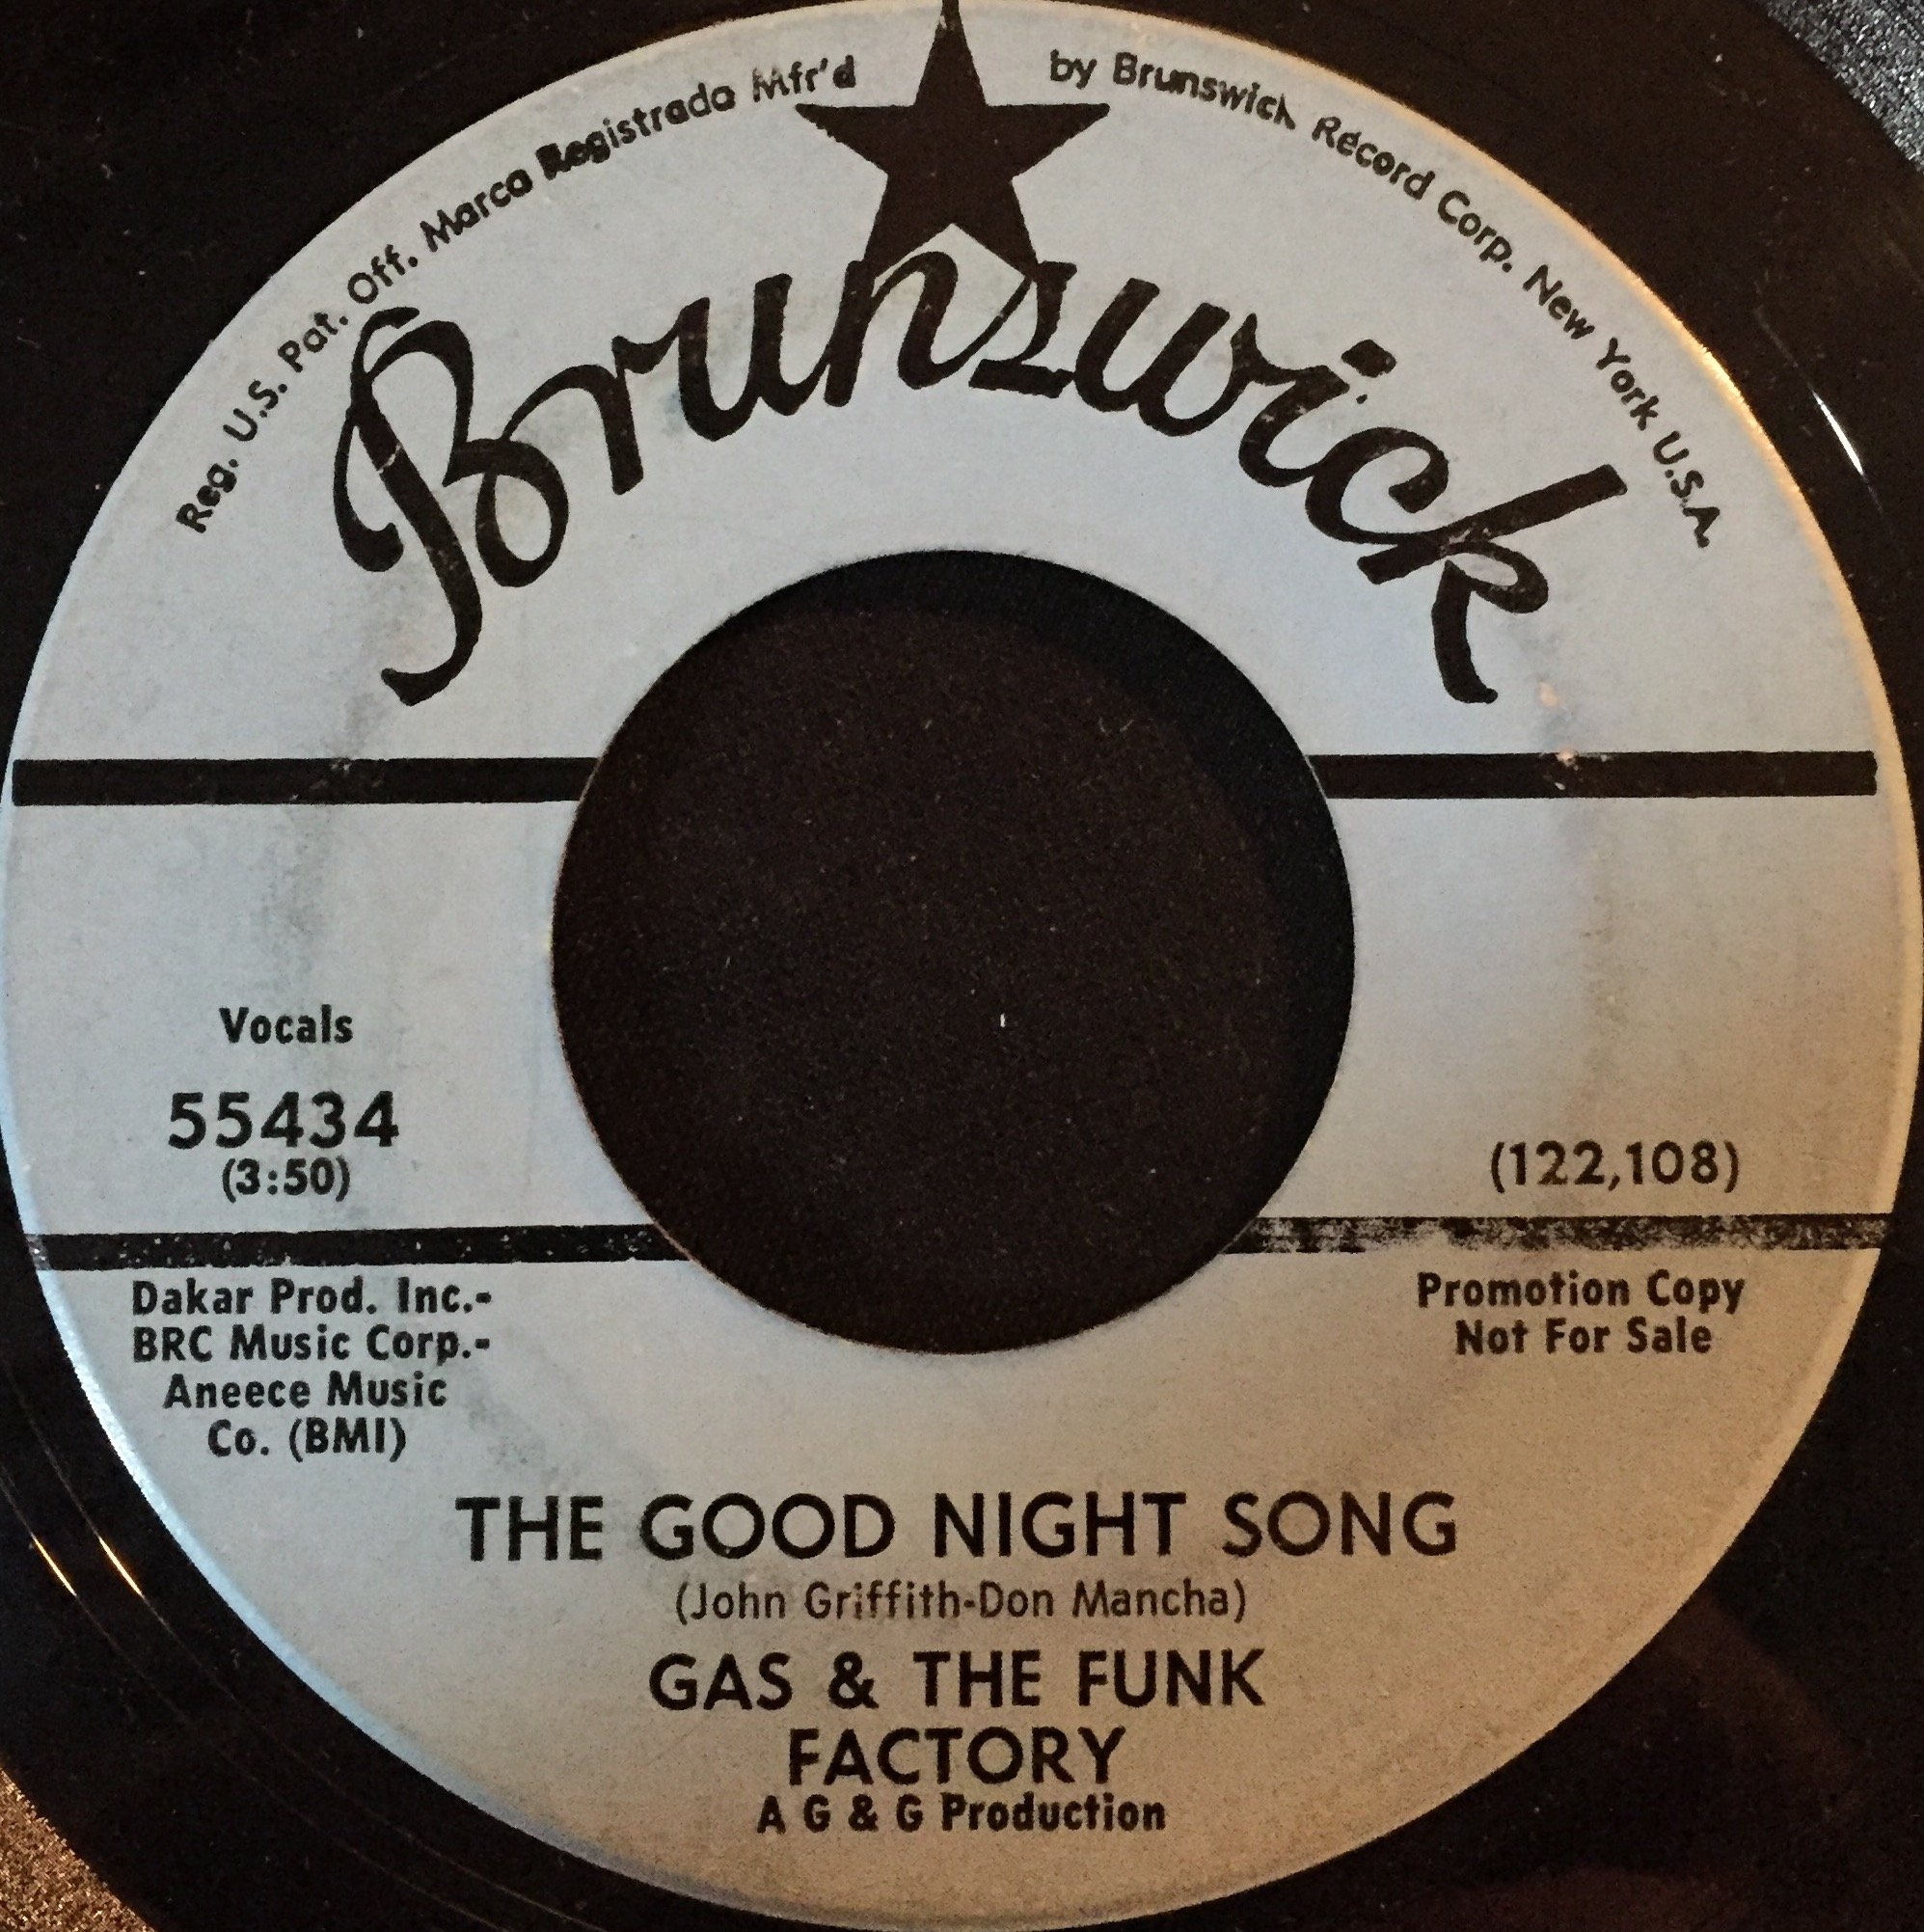 Reg. U.S. Pat. Off. Marca Registrada Mfr'd by Brunswick Record Corp. New York U.S.A.
Brunswick
Vocals
55434
(3:50)
(122,108)
Dakar Prod. Inc.-
BRC Music Corp.-
Aneece Music
Co. (BMI)
Promotion Copy
Not For Sale
THE GOOD NIGHT SONG
(John Griffith-Don Mancha)
GAS & THE FUNK
FACTORY
A G & G Production